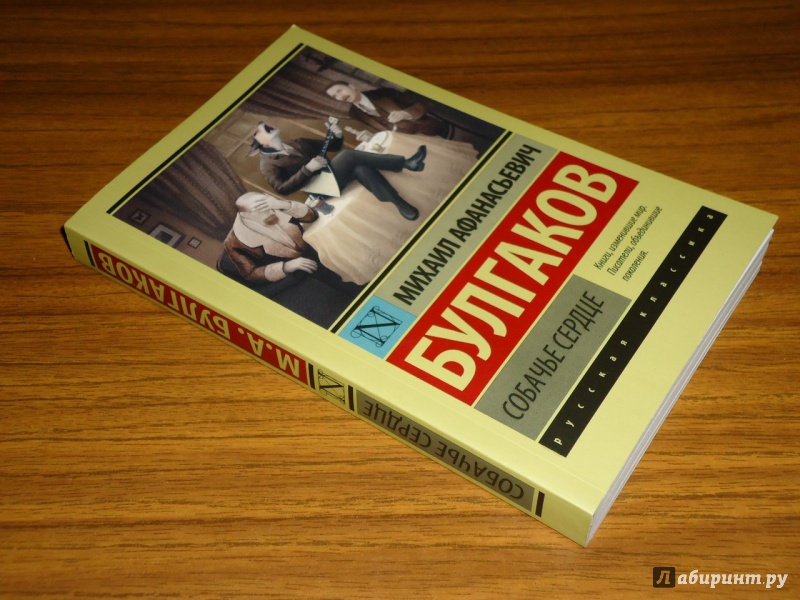 МИХАИЛ АФАНАСЬЕВИЧ
БУЛГАКОВ
СОБАЧЬЕ СЕРДЦЕ
Книги, изменившие мир.
Писатели, объединившие
поколения.
русская классика
М.А. БУЛГАКОВ
N
СОБАЧЬЕ СЕРДЦЕ
N
Лабиринт.ру